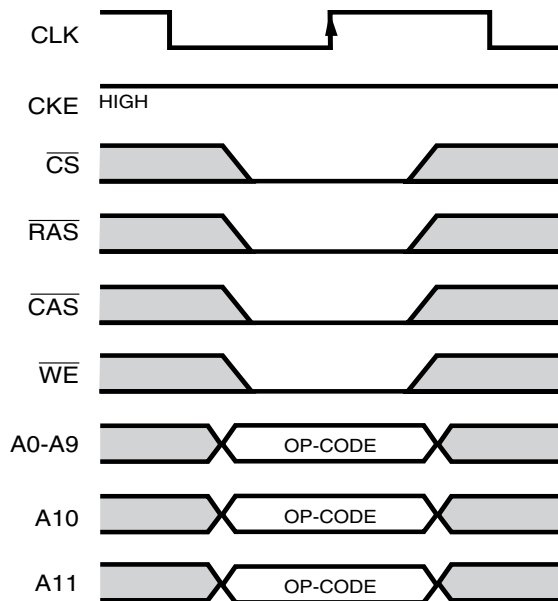 CLK
CKE HIGH
CS
RAS
CAS
WE
A0-A9 OP-CODE
A10 OP-CODE
A11 OP-CODE